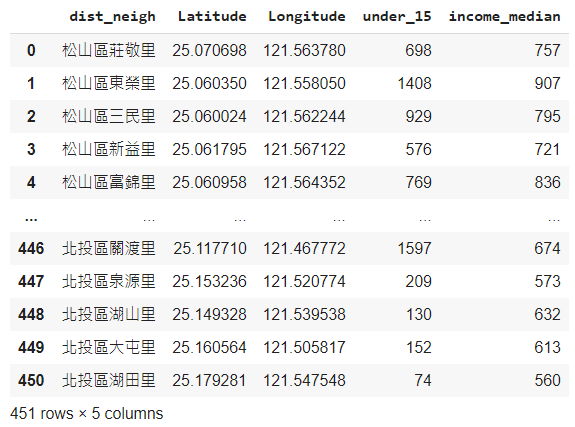 dist_neigh Latitude Longitude under_15 income_median
0 松山區莊敬里 25.070698 121.563780 698 757
1 松山區東榮里 25.060350 121.558050 1408 907
2 松山區三民里 25.060024 121.562244 929 795
3 松山區新益里 25.061795 121.567122 576 721
4 松山區富錦里 25.060958 121.564352 769 836
... ... ... ... ... ...
446 北投區關渡里 25.117710 121.467772 1597 674
447 北投區泉源里 25.153236 121.520774 209 573
448 北投區湖山里 25.149328 121.539538 130 632
449 北投區大屯里 25.160564 121.505817 152 613
450 北投區湖田里 25.179281 121.547548 74 560
451 rows × 5 columns